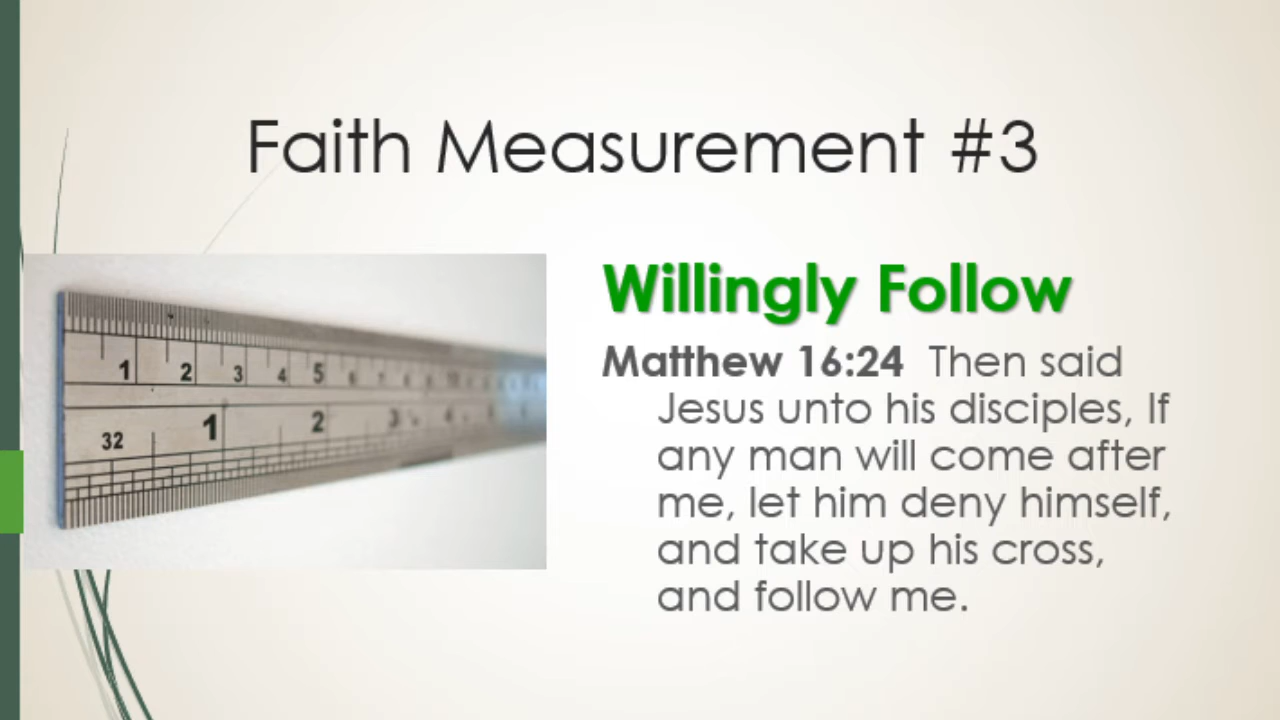 Faith Measurement #3
Willingly Follow
Matthew 16:24 Then said
Jesus unto his disciples, If
any man will come after
me, let him deny himself,
and take up his cross,
and follow me.
1 2 3 4 5
1 2 3 4
32